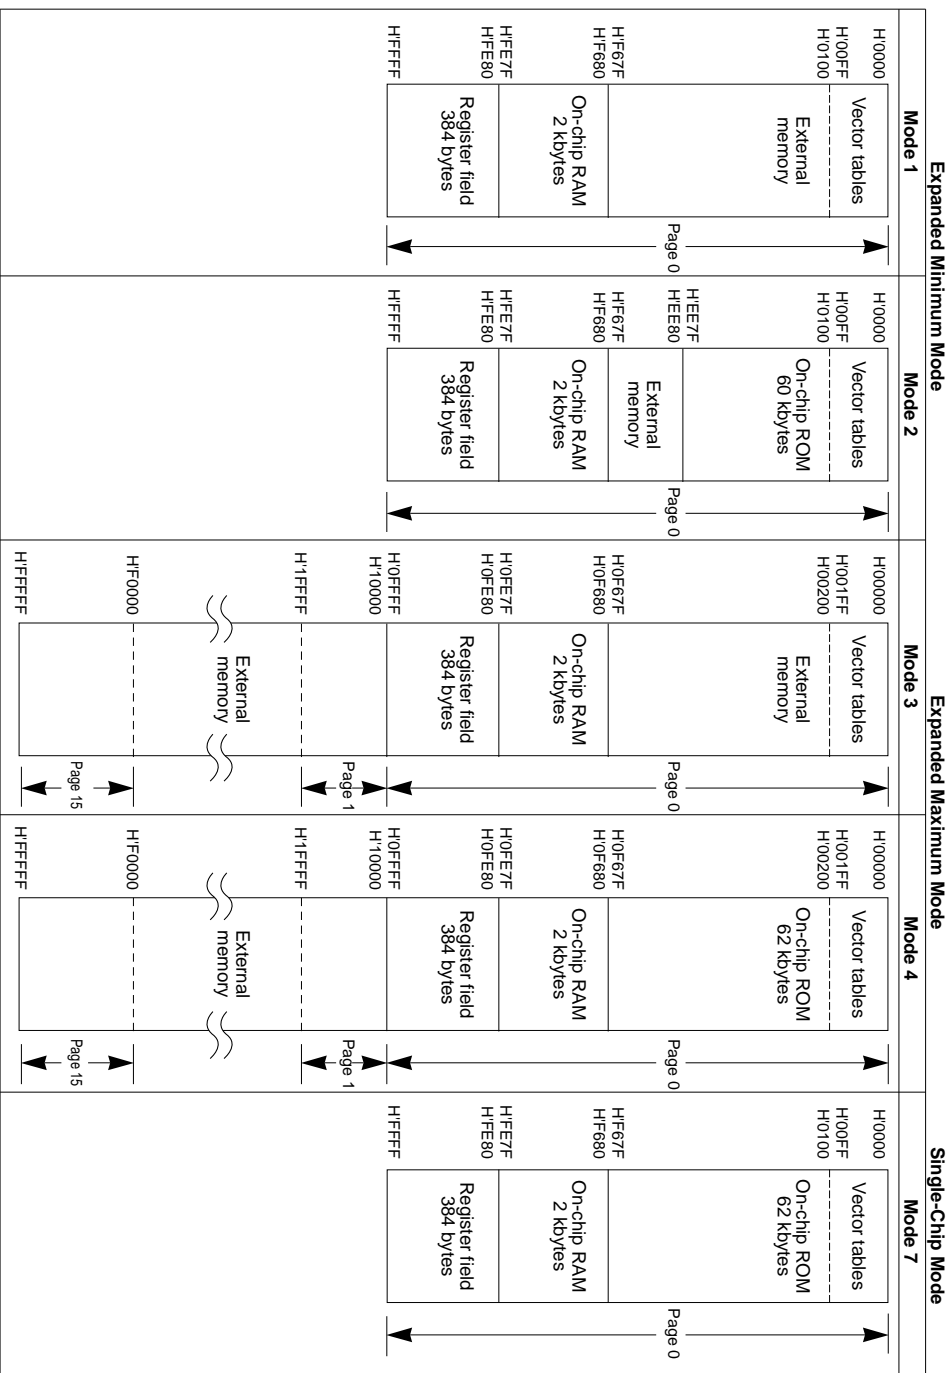 Expanded Minimum Mode
Expanded Maximum Mode
Single-Chip Mode
Mode 1
H'0000
H'00FF
H'0100
H'F67F
H'F680
H'FE7F
H'FE80
H'FFFF
Vector tables
External
memory
On-chip RAM
2 kbytes
Register field
384 bytes
Page 0
Mode 2
H'0000
H'00FF
H'0100
H'EE7F
H'EE80
H'F67F
H'F680
H'FE7F
H'FE80
H'FFFF
Vector tables
On-chip ROM
60 kbytes
External
memory
On-chip RAM
2 kbytes
Register field
384 bytes
Page 0
Mode 3
H'00000
H'001FF
H'00200
H'0F67F
H'0F680
H'0FE7F
H'0FE80
H'0FFFF
H'10000
H'1FFFF
H'F0000
H'FFFFF
Vector tables
External
memory
On-chip RAM
2 kbytes
Register field
384 bytes
External
memory
Page 0
Page 1
Page 15
Mode 4
H'00000
H'001FF
H'00200
H'0F67F
H'0F680
H'0FE7F
H'0FE80
H'0FFFF
H'10000
H'1FFFF
H'F0000
H'FFFFF
Vector tables
On-chip ROM
62 kbytes
On-chip RAM
2 kbytes
Register field
384 bytes
External
memory
Page 0
Page 1
Page 15
Mode 7
H'0000
H'00FF
H'0100
H'F67F
H'F680
H'FE7F
H'FE80
H'FFFF
Vector tables
On-chip ROM
62 kbytes
On-chip RAM
2 kbytes
Register field
384 bytes
Page 0